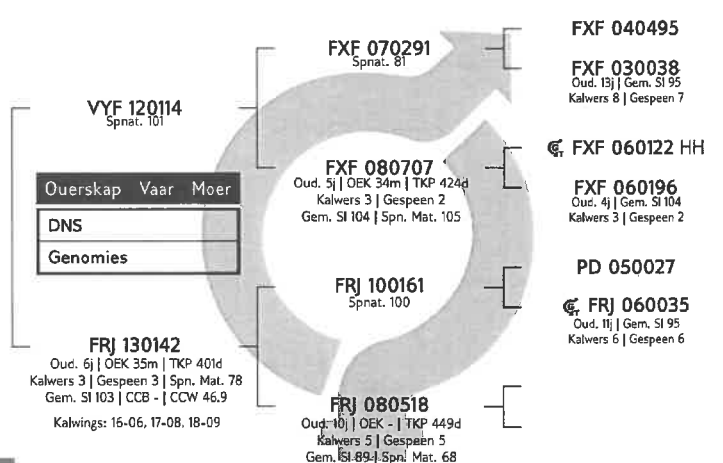 VYF 120114
Spnat. 101
Ouerskap Vaar Moer
DNS
Genomies
FRJ 130142
Oud. 6j | OEK 35m | TKP 401d
Kalwers 3 | Gespeen 3 | Spn. Mat. 78
Gem. SI 103 | CCB - | CCW 46.9
Kalwings: 16-06, 17-08, 18-09
FXF 070291
Spnat. 81
FXF 080707
Oud. 5j | OEK 34m | TKP 424d
Kalwers 3 | Gespeen 2
Gem. SI 104 | Spn. Mat. 105
FRJ 100161
Spnat. 100
FRJ 080518
Oud. 10j | OEK - | TKP 449d
Kalwers 5 | Gespeen 5
Gem. SI 89 | Spn. Mat. 68
FXF 040495
FXF 030038
Oud. 13j | Gem. SI 95
Kalwers 8 | Gespeen 7
FXF 060122 HH
FXF 060196
Oud. 4j | Gem. SI 104
Kalwers 3 | Gespeen 2
PD 050027
FRJ 060035
Oud. 11j | Gem. SI 95
Kalwers 6 | Gespeen 6